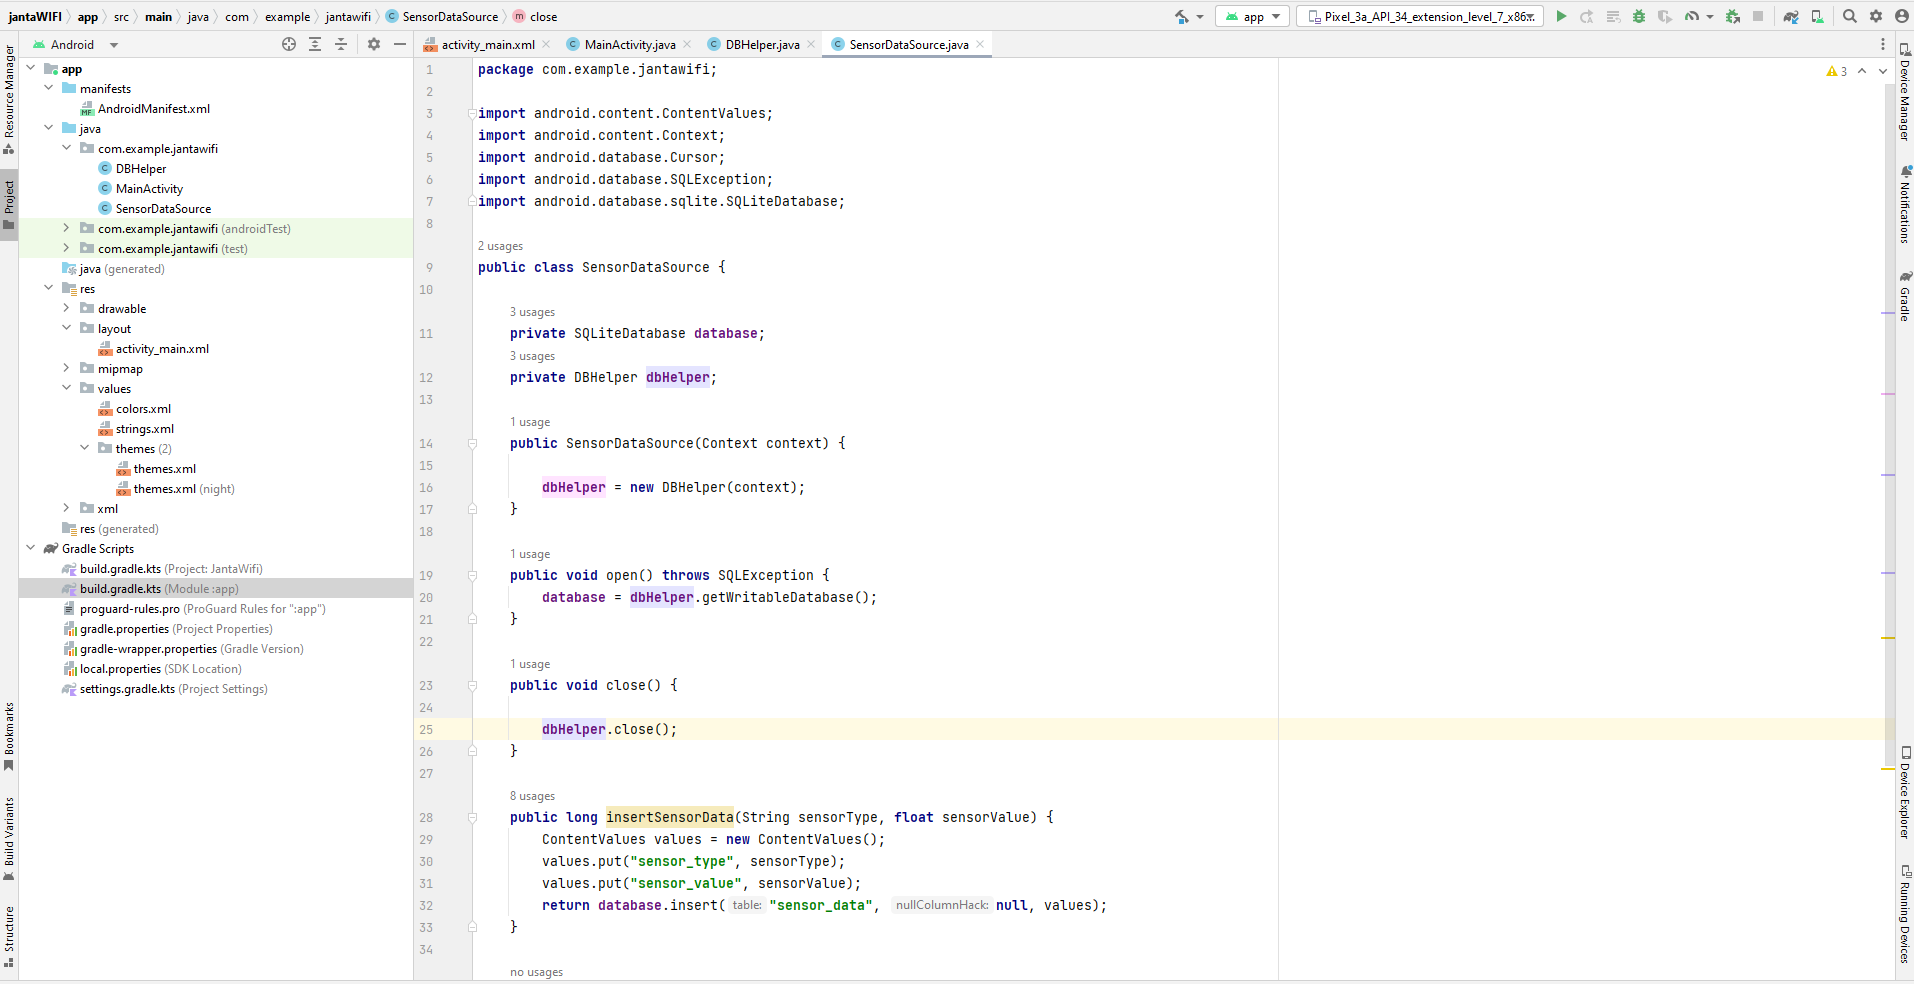 jantaWIFI app src main java com example jantawifi SensorDataSource close app Pixel_3a_API_34_extension_level_7_x86
Android
activity_main.xml MainActivity.java DBHelper.java SensorDataSource.java
Resource Manager
Project
Bookmarks
Build Variants
Structure
app
manifests
AndroidManifest.xml
java
com.example.jantawifi
DBHelper
MainActivity
SensorDataSource
com.example.jantawifi (androidTest)
com.example.jantawifi (test)
java (generated)
res
drawable
layout
activity_main.xml
mipmap
values
colors.xml
strings.xml
themes (2)
themes.xml
themes.xml (night)
xml
res (generated)
Gradle Scripts
build.gradle.kts (Project: JantaWifi)
build.gradle.kts (Module :app)
proguard-rules.pro (ProGuard Rules for ":app")
gradle.properties (Project Properties)
gradle-wrapper.properties (Gradle Version)
local.properties (SDK Location)
settings.gradle.kts (Project Settings)
1 package com.example.jantawifi;
2
3 import android.content.ContentValues;
4 import android.content.Context;
5 import android.database.Cursor;
6 import android.database.SQLException;
7 import android.database.sqlite.SQLiteDatabase;
8
2 usages
9 public class SensorDataSource {
10
3 usages
11 private SQLiteDatabase database;
3 usages
12 private DBHelper dbHelper;
13
1 usage
14 public SensorDataSource(Context context) {
15
16 dbHelper = new DBHelper(context);
17 }
18
1 usage
19 public void open() throws SQLException {
20 database = dbHelper.getWritableDatabase();
21 }
22
1 usage
23 public void close() {
24
25 dbHelper.close();
26 }
27
8 usages
28 public long insertSensorData(String sensorType, float sensorValue) {
29 ContentValues values = new ContentValues();
30 values.put("sensor_type", sensorType);
31 values.put("sensor_value", sensorValue);
32 return database.insert( table: "sensor_data", nullColumnHack: null, values);
33 }
34
no usages
3
Device Manager
Notifications
Gradle
Device Explorer
Running Devices